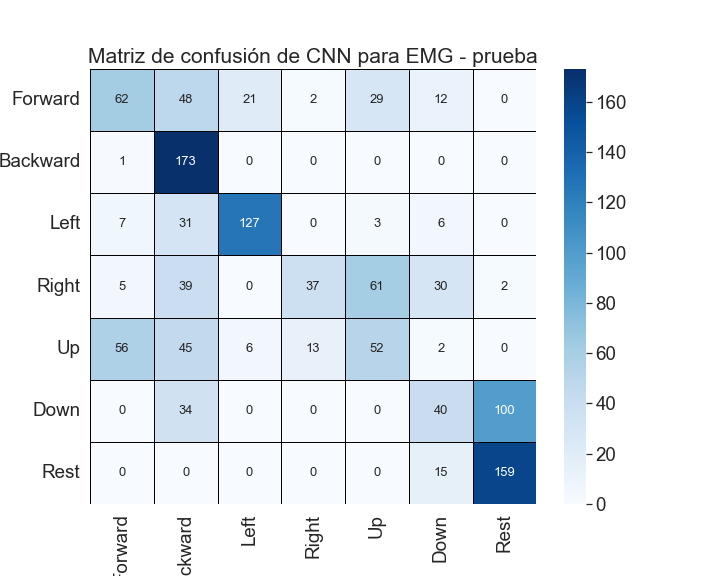 Matriz de confusión de CNN para EMG - prueba
Forward 62 48 21 2 29 12 0
Backward 1 173 0 0 0 0 0
Left 7 31 127 0 3 6 0
Right 5 39 0 37 61 30 2
Up 56 45 6 13 52 2 0
Down 0 34 0 0 0 40 100
Rest 0 0 0 0 0 15 159
Forward ckward Left Right Up Down Rest
160
140
120
100
80
60
40
20
0